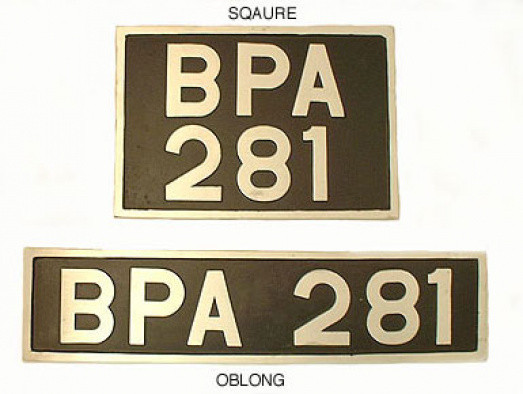 SQAURE
BPA
281
BPA 281
OBLONG